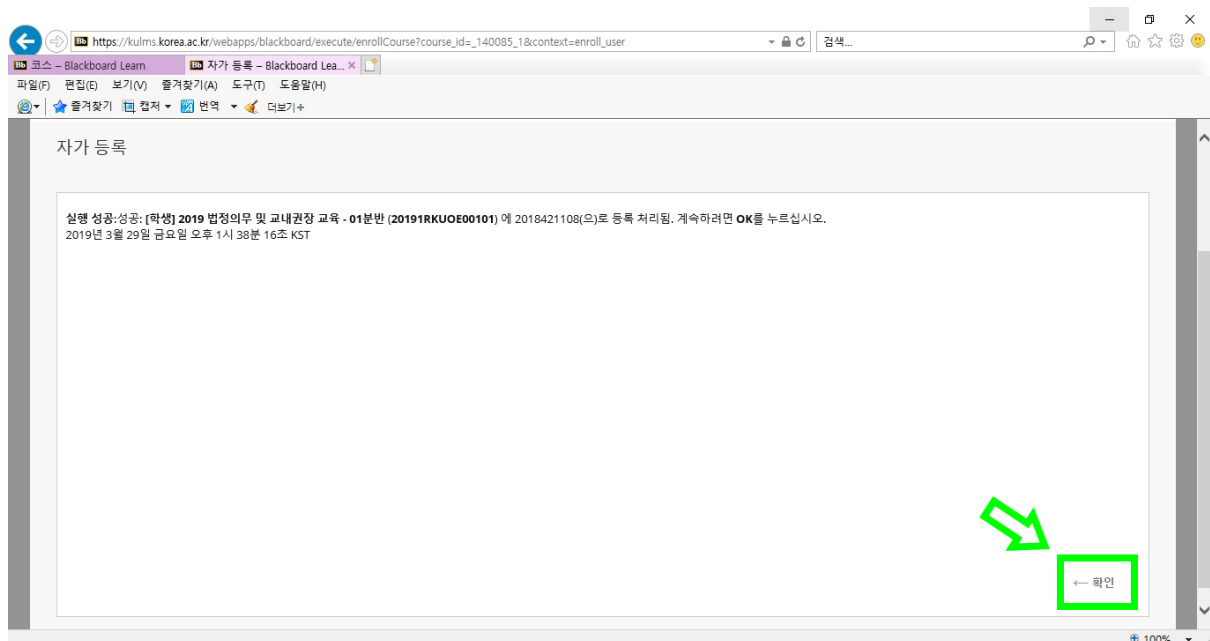 https://kulms.korea.ac.kr/webapps/blackboard/execute/enrollCourse?course_id=_140085_1&context=enroll_user
검색...
Bb 코스 – Blackboard Learn
Bb 자가 등록 – Blackboard Lea...
파일(F) 편집(E) 보기(V) 즐겨찾기(A) 도구(T) 도움말(H)
즐겨찾기 캡처 번역 더보기
자가 등록
실행 성공:성공: [학생] 2019 법정의무 및 교내권장 교육 - 01분반 (20191RKUOE00101) 에 2018421108(으)로 등록 처리됨. 계속하려면 OK를 누르십시오.
2019년 3월 29일 금요일 오후 1시 38분 16초 KST
← 확인
100%